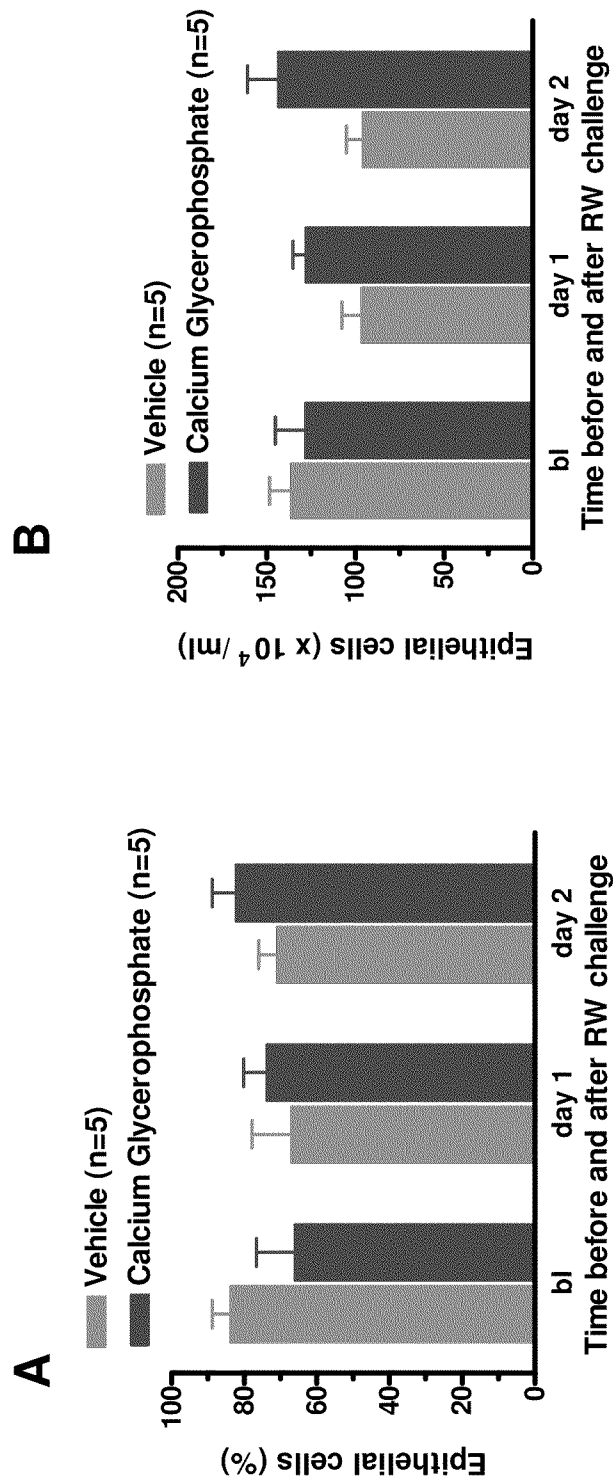 A
Vehicle (n=5)
Calcium Glycerophosphate (n=5)
Epithelial cells (%)
100
80
60
40
20
0
bl
day 1
day 2
Time before and after RW challenge
B
Vehicle (n=5)
Calcium Glycerophosphate (n=5)
Epithelial cells (x 10⁴/ ml)
200
150
100
50
0
bl
day 1
day 2
Time before and after RW challenge